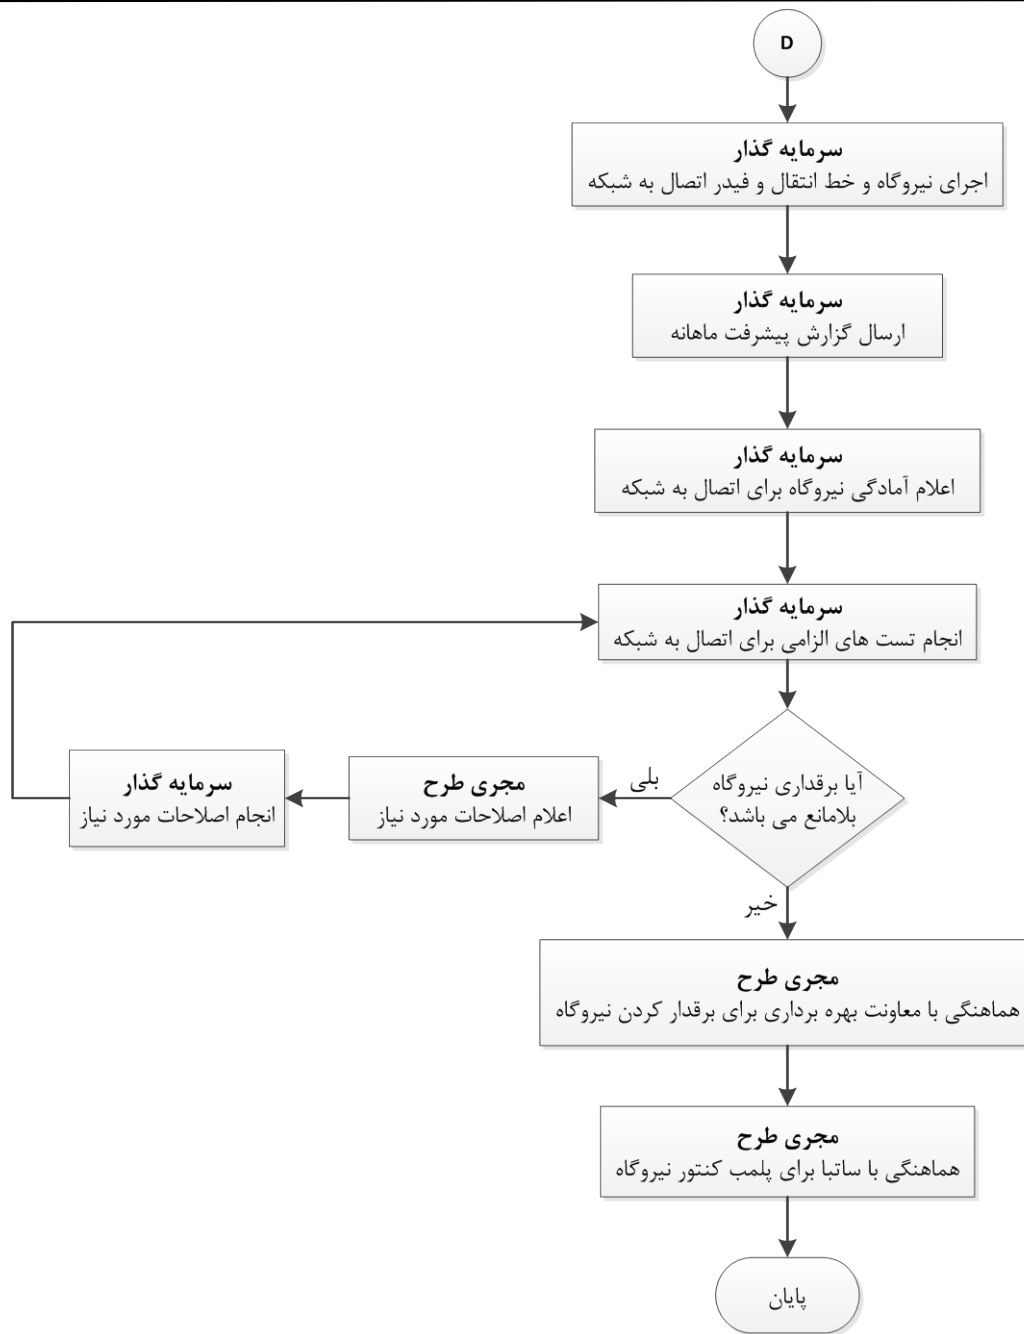 D
سرمایه گذار
اجرای نیروگاه و خط انتقال و فیدر اتصال به شبکه
سرمایه گذار
ارسال گزارش پیشرفت ماهانه
سرمایه گذار
اعلام آمادگی نیروگاه برای اتصال به شبکه
سرمایه گذار
انجام تست های الزامی برای اتصال به شبکه
آیا برقداری نیروگاه
بلامانع می باشد؟
بلی
مجری طرح
اعلام اصلاحات مورد نیاز
سرمایه گذار
انجام اصلاحات مورد نیاز
خیر
مجری طرح
هماهنگی با معاونت بهره برداری برای برقدار کردن نیروگاه
مجری طرح
هماهنگی با ساتبا برای پلمب کنتور نیروگاه
پایان